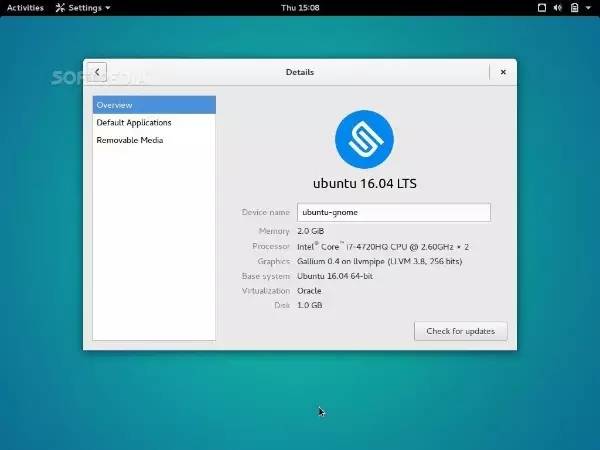 Activities Settings Thu 15:08
Details
SOFTPEDIA
Overview
Default Applications
Removable Media
ubuntu 16.04 LTS
Device name ubuntu-gnome
Memory 2.0 GiB
Processor Intel® Core™ i7-4720HQ CPU @ 2.60GHz × 2
Graphics Gallium 0.4 on llvmpipe (LLVM 3.8, 256 bits)
Base system Ubuntu 16.04 64-bit
Virtualization Oracle
Disk 1.0 GB
Check for updates